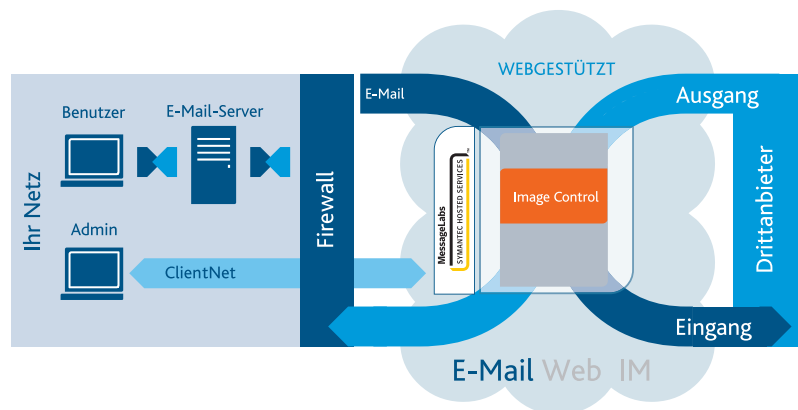 WEBGESTÜTZT
E-Mail
Ausgang
Benutzer
E-Mail-Server
Ihr Netz
Firewall
MessageLabs ™
SYMANTEC HOSTED SERVICES
Image Control
Drittanbieter
Admin
ClientNet
Eingang
E-Mail Web IM